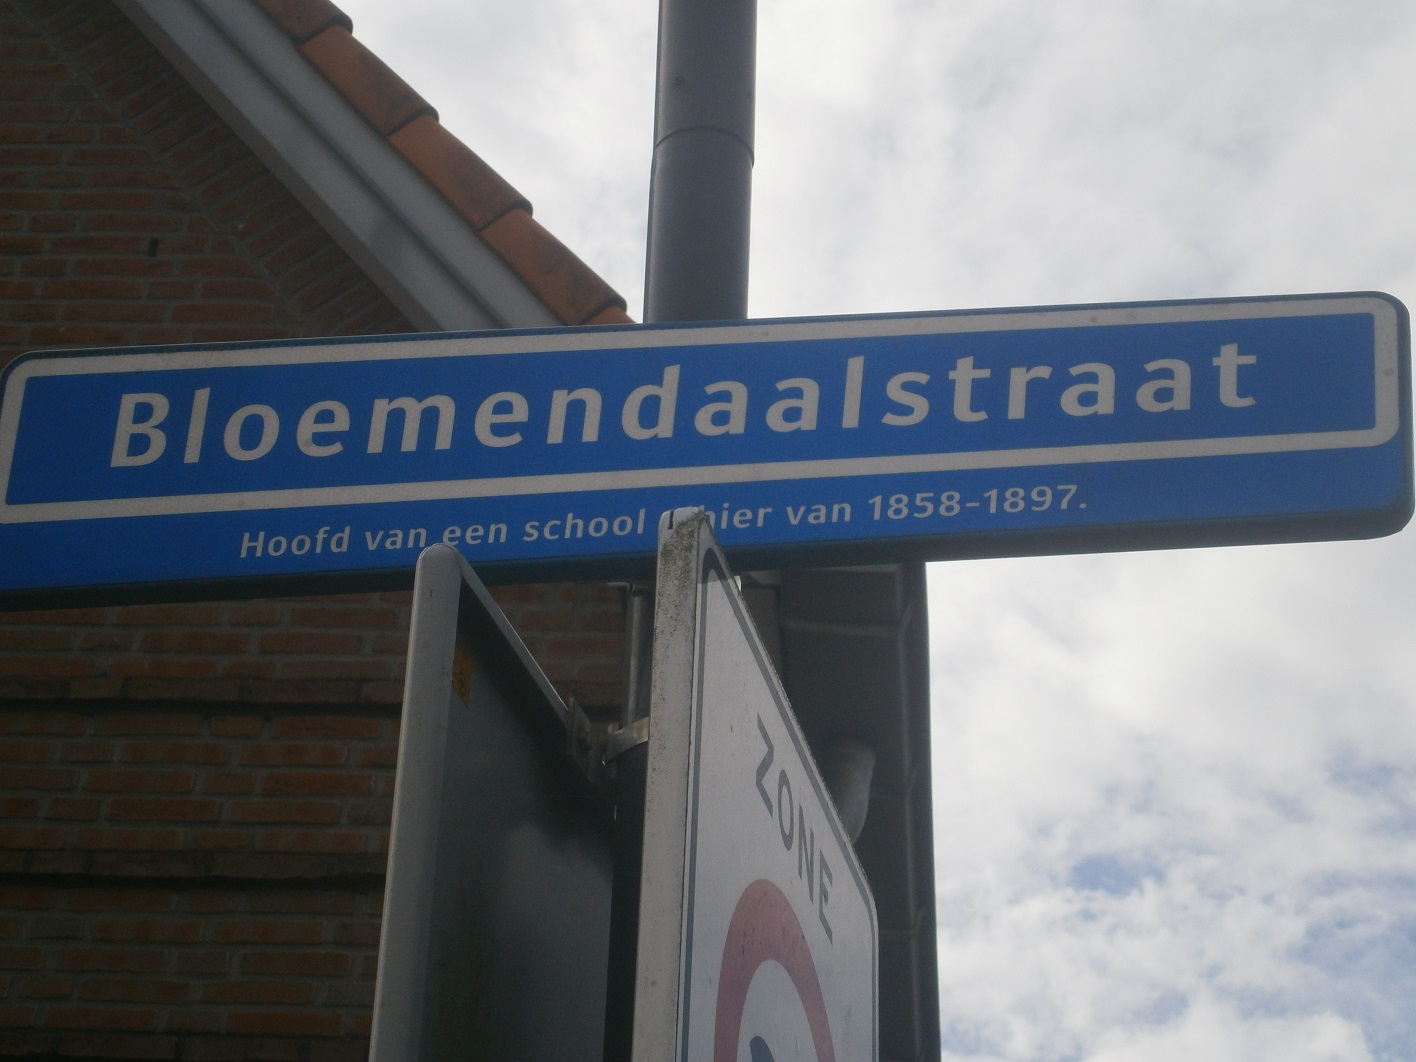 Bloemendaalstraat
Hoofd van een school hier van 1858-1897.
ZONE